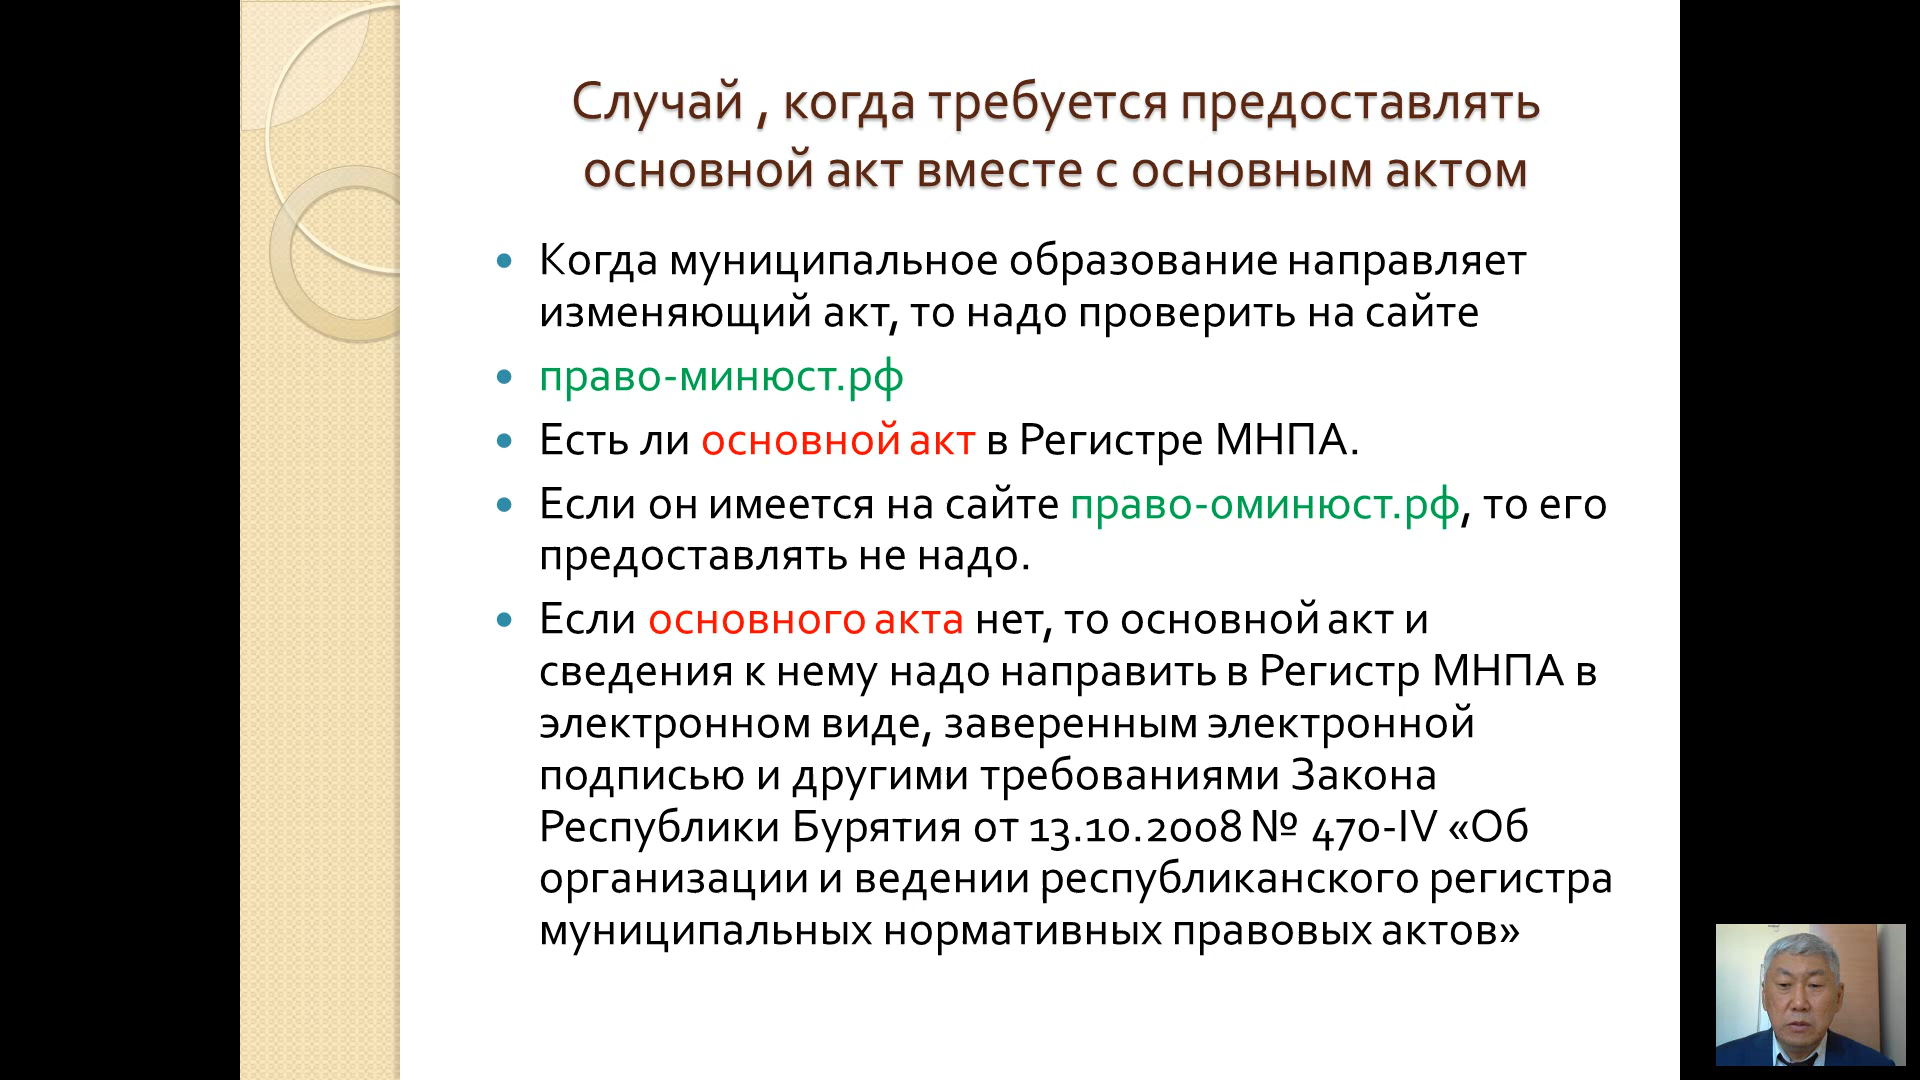 Случай , когда требуется предоставлять
основной акт вместе с основным актом
• Когда муниципальное образование направляет
изменяющий акт, то надо проверить на сайте
• право-минюст.рф
• Есть ли основной акт в Регистре МНПА.
• Если он имеется на сайте право-оминюст.рф, то его
предоставлять не надо.
• Если основного акта нет, то основной акт и
сведения к нему надо направить в Регистр МНПА в
электронном виде, заверенным электронной
подписью и другими требованиями Закона
Республики Бурятия от 13.10.2008 № 470-IV «Об
организации и ведении республиканского регистра
муниципальных нормативных правовых актов»